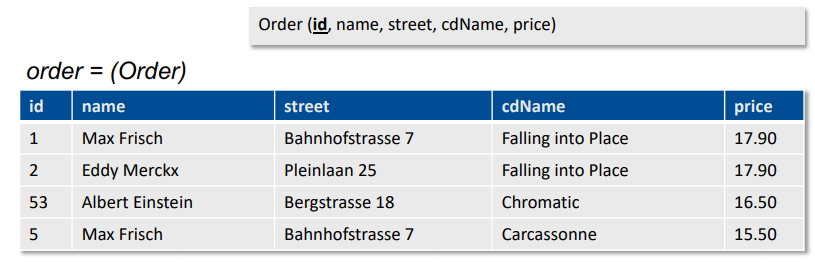 Order (id, name, street, cdName, price)
order = (Order)
id name street cdName price
1 Max Frisch Bahnhofstrasse 7 Falling into Place 17.90
2 Eddy Merckx Pleinlaan 25 Falling into Place 17.90
53 Albert Einstein Bergstrasse 18 Chromatic 16.50
5 Max Frisch Bahnhofstrasse 7 Carcassonne 15.50